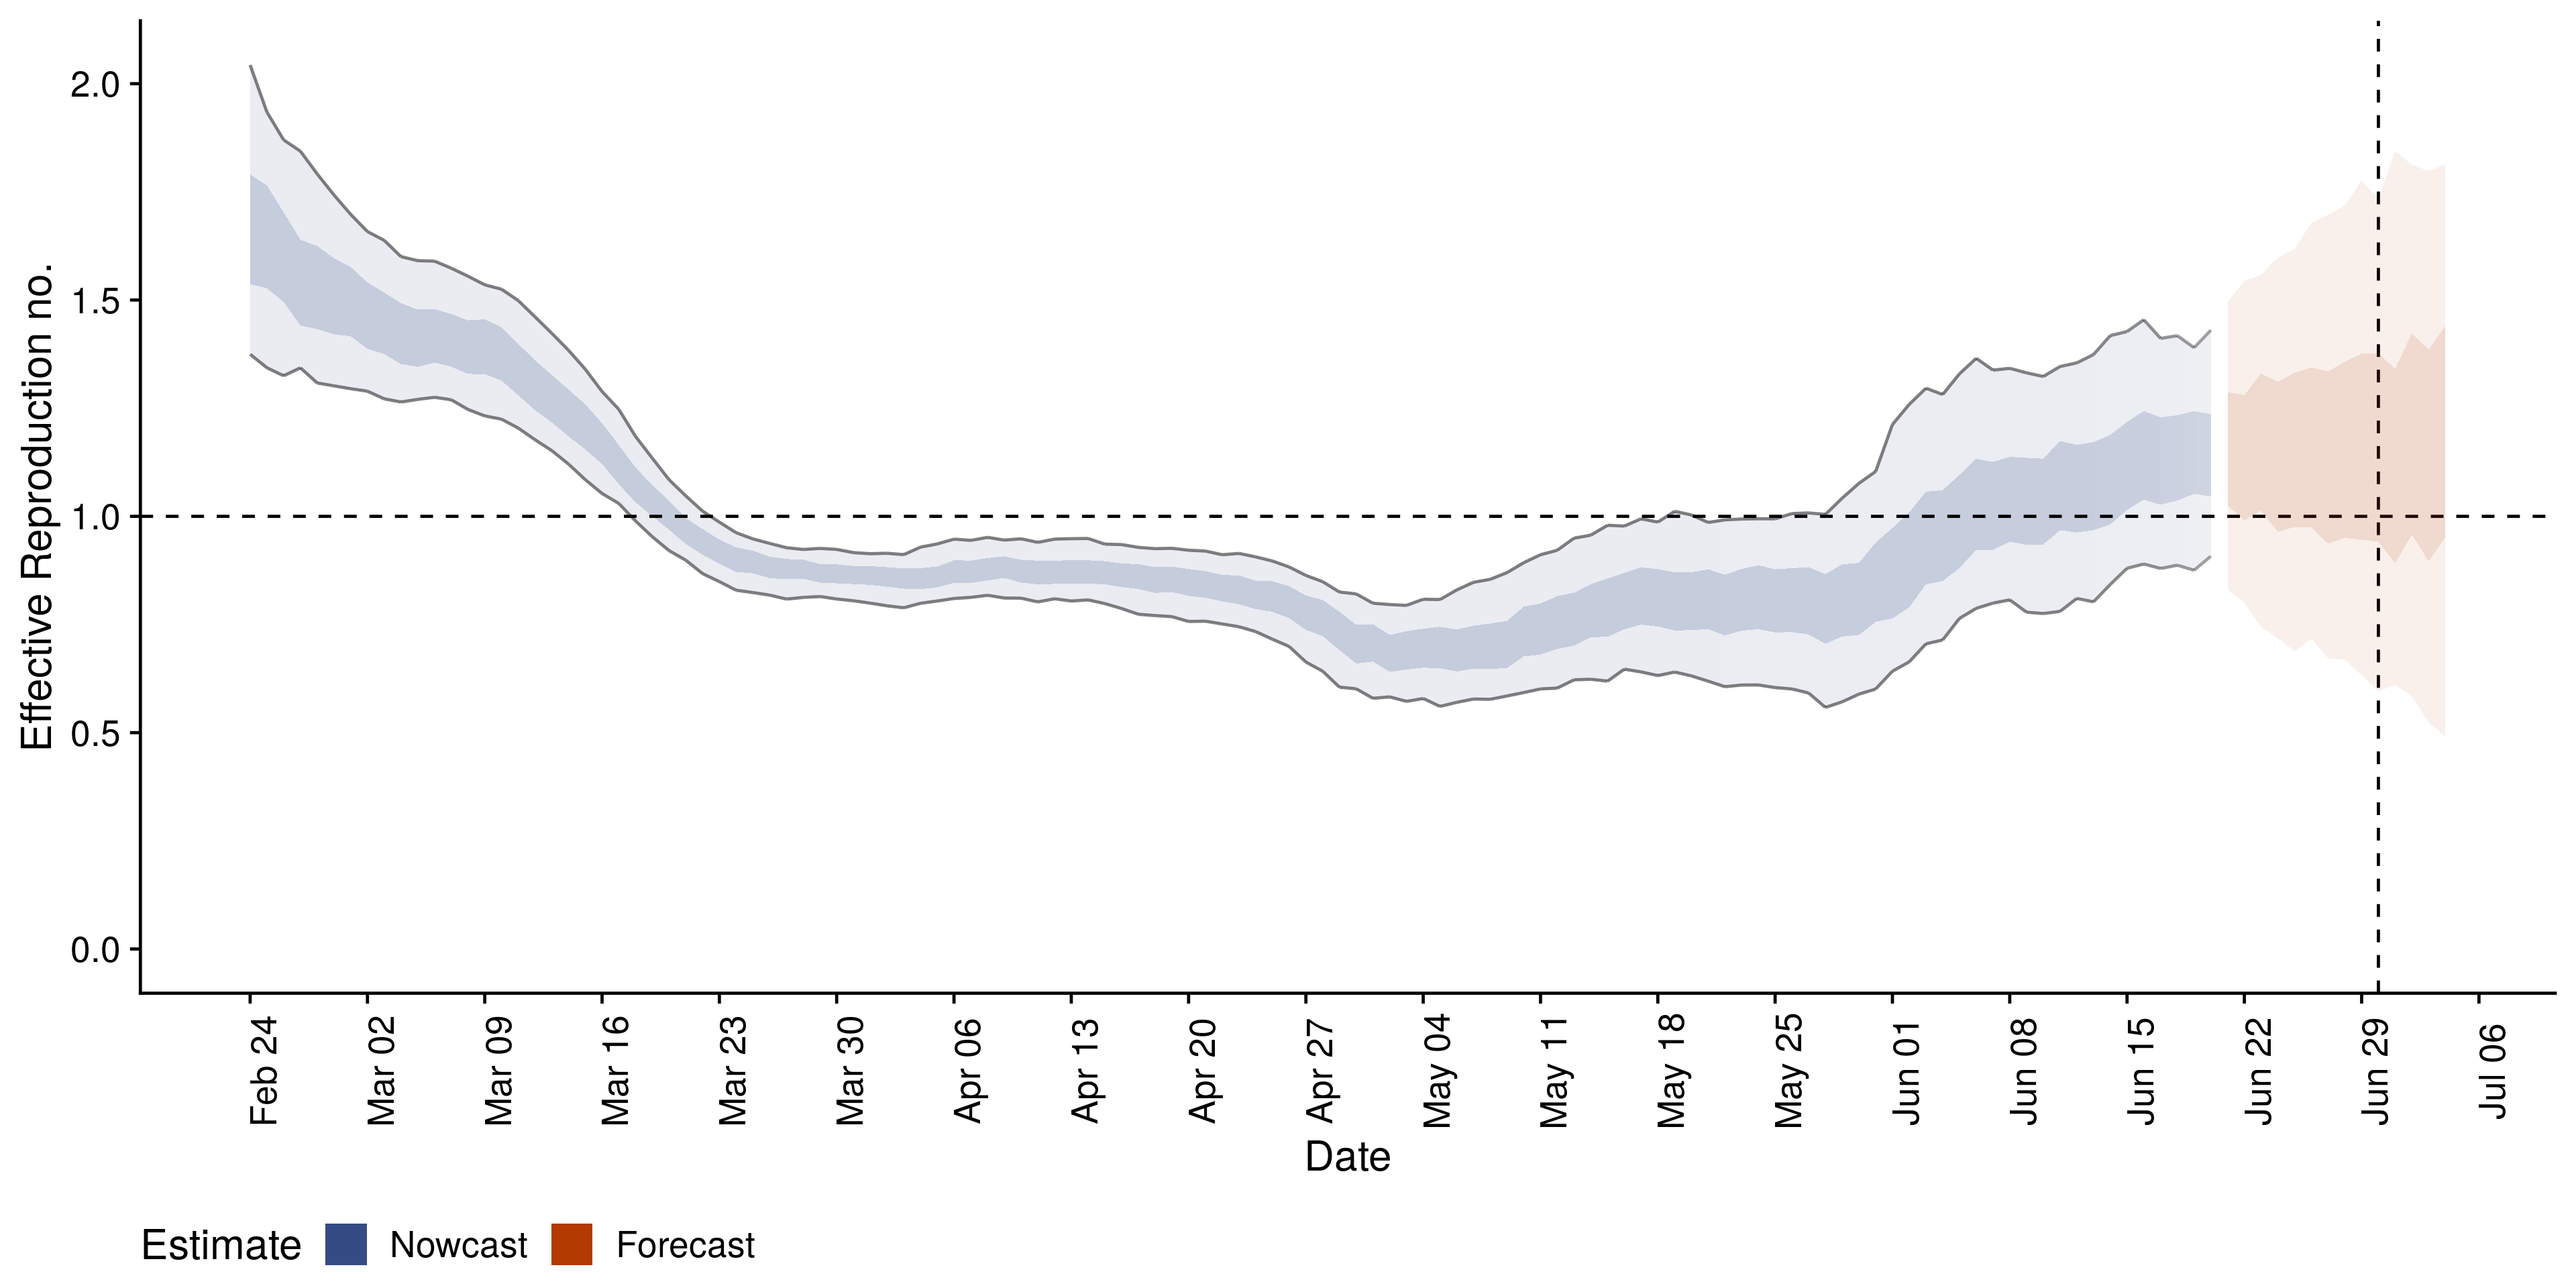 Effective Reproduction no.
2.0
1.5
1.0
0.5
0.0
Feb 24
Mar 02
Mar 09
Mar 16
Mar 23
Mar 30
Apr 06
Apr 13
Apr 20
Apr 27
May 04
May 11
May 18
May 25
Jun 01
Jun 08
Jun 15
Jun 22
Jun 29
Jul 06
Date
Estimate Nowcast Forecast